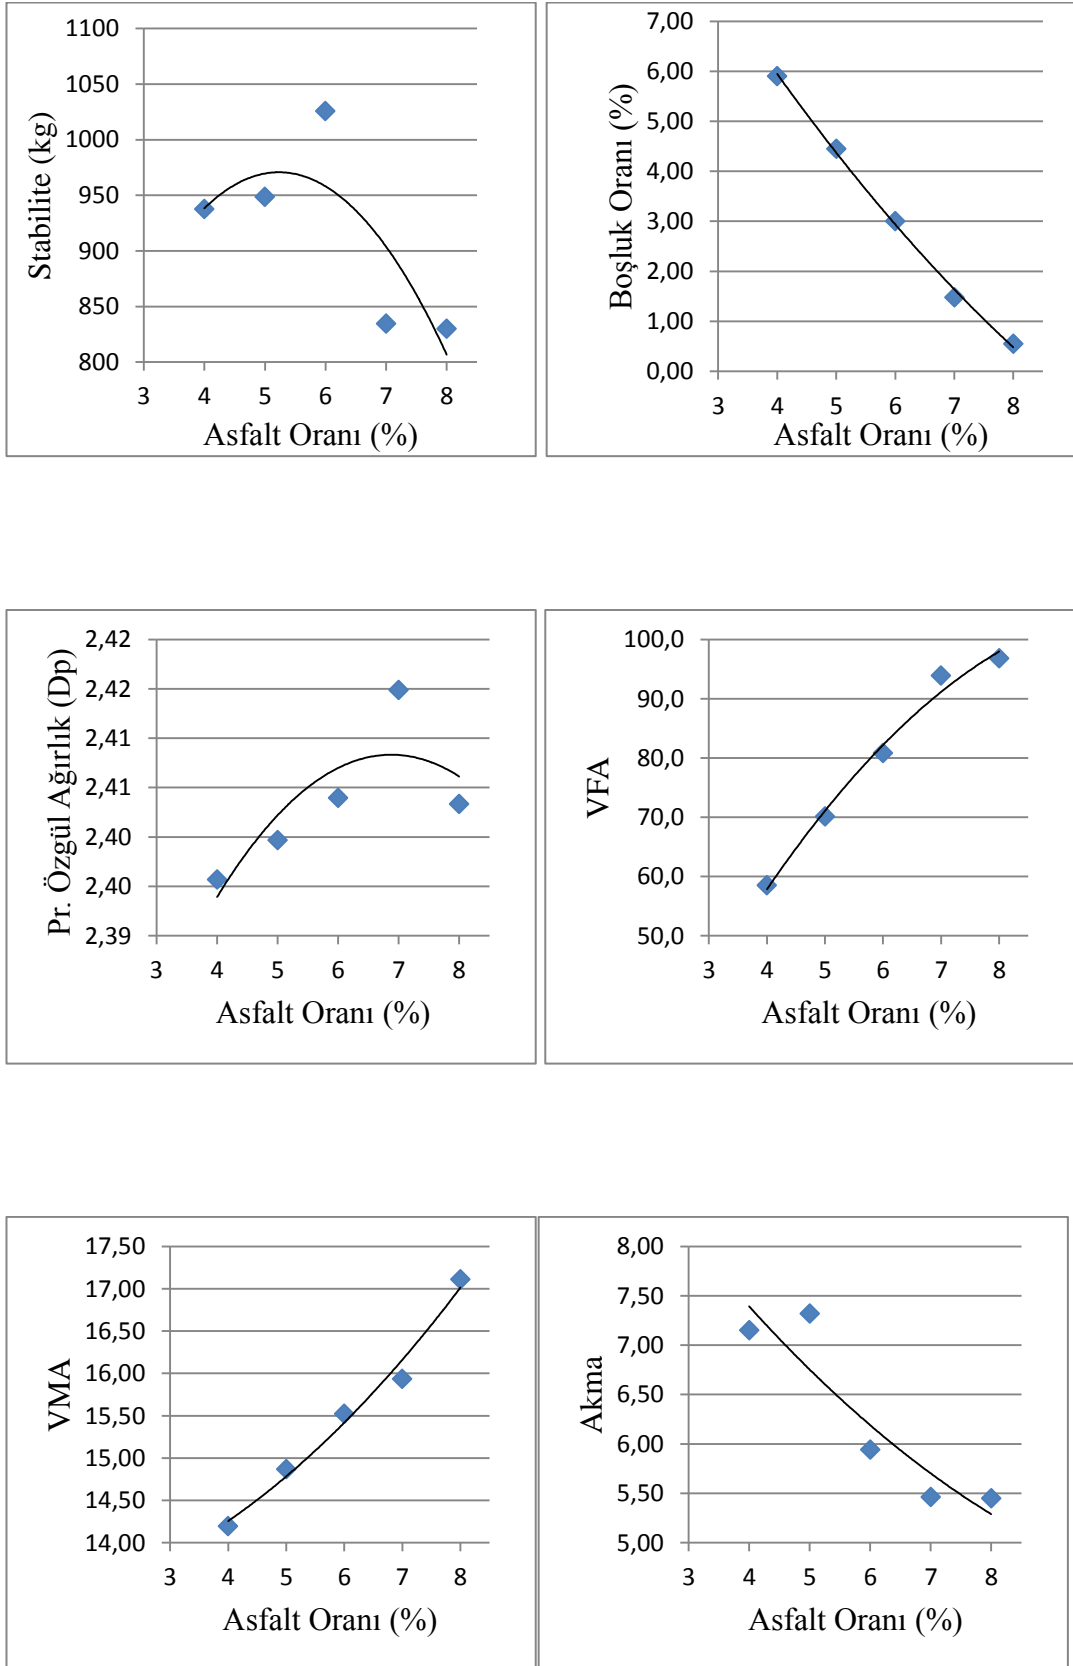 Stabilite (kg)
1100
1050
1000
950
900
850
800
3 4 5 6 7 8
Asfalt Oranı (%)
Boşluk Oranı (%)
7,00
6,00
5,00
4,00
3,00
2,00
1,00
0,00
3 4 5 6 7 8
Asfalt Oranı (%)
Pr. Özgül Ağırlık (Dp)
2,42
2,42
2,41
2,41
2,40
2,40
2,39
3 4 5 6 7 8
Asfalt Oranı (%)
VFA
100,0
90,0
80,0
70,0
60,0
50,0
3 4 5 6 7 8
Asfalt Oranı (%)
VMA
17,50
17,00
16,50
16,00
15,50
15,00
14,50
14,00
3 4 5 6 7 8
Asfalt Oranı (%)
Akma
8,00
7,50
7,00
6,50
6,00
5,50
5,00
3 4 5 6 7 8
Asfalt Oranı (%)